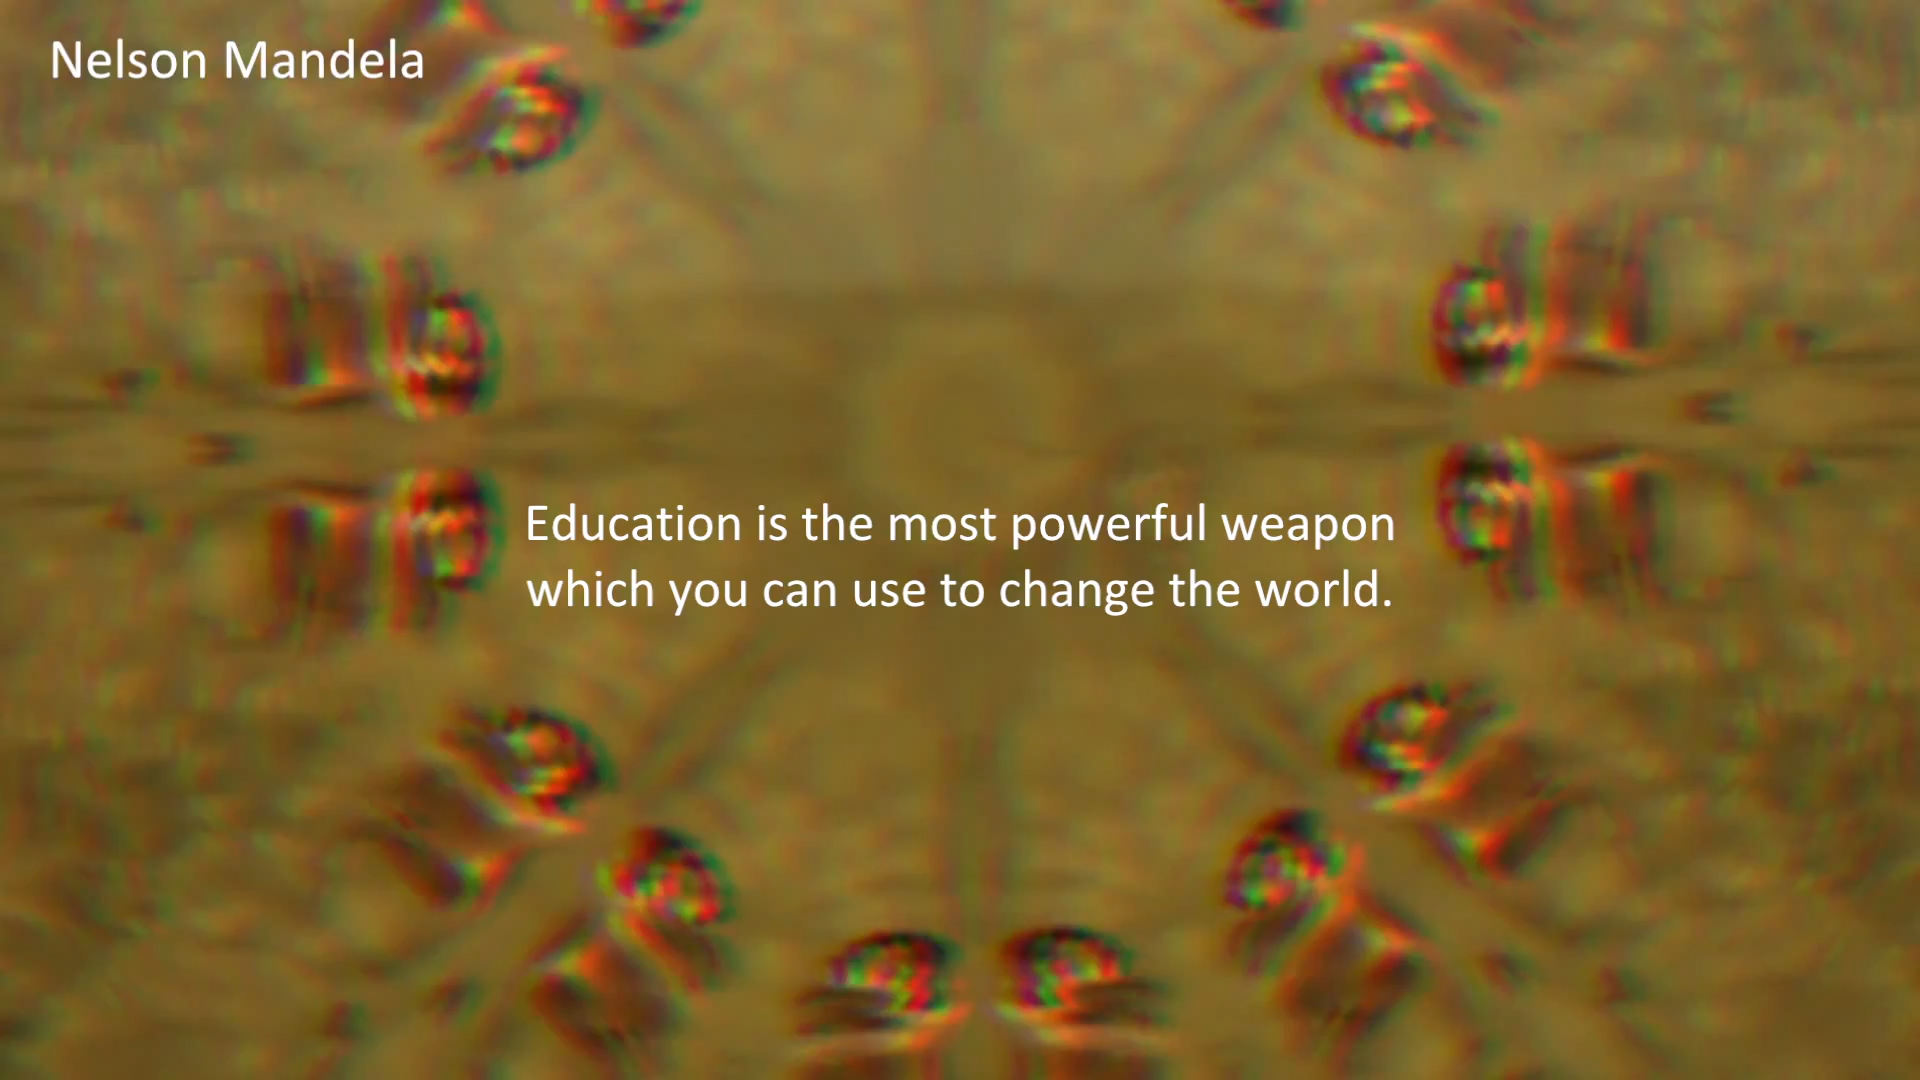 Nelson Mandela
Education is the most powerful weapon
which you can use to change the world.